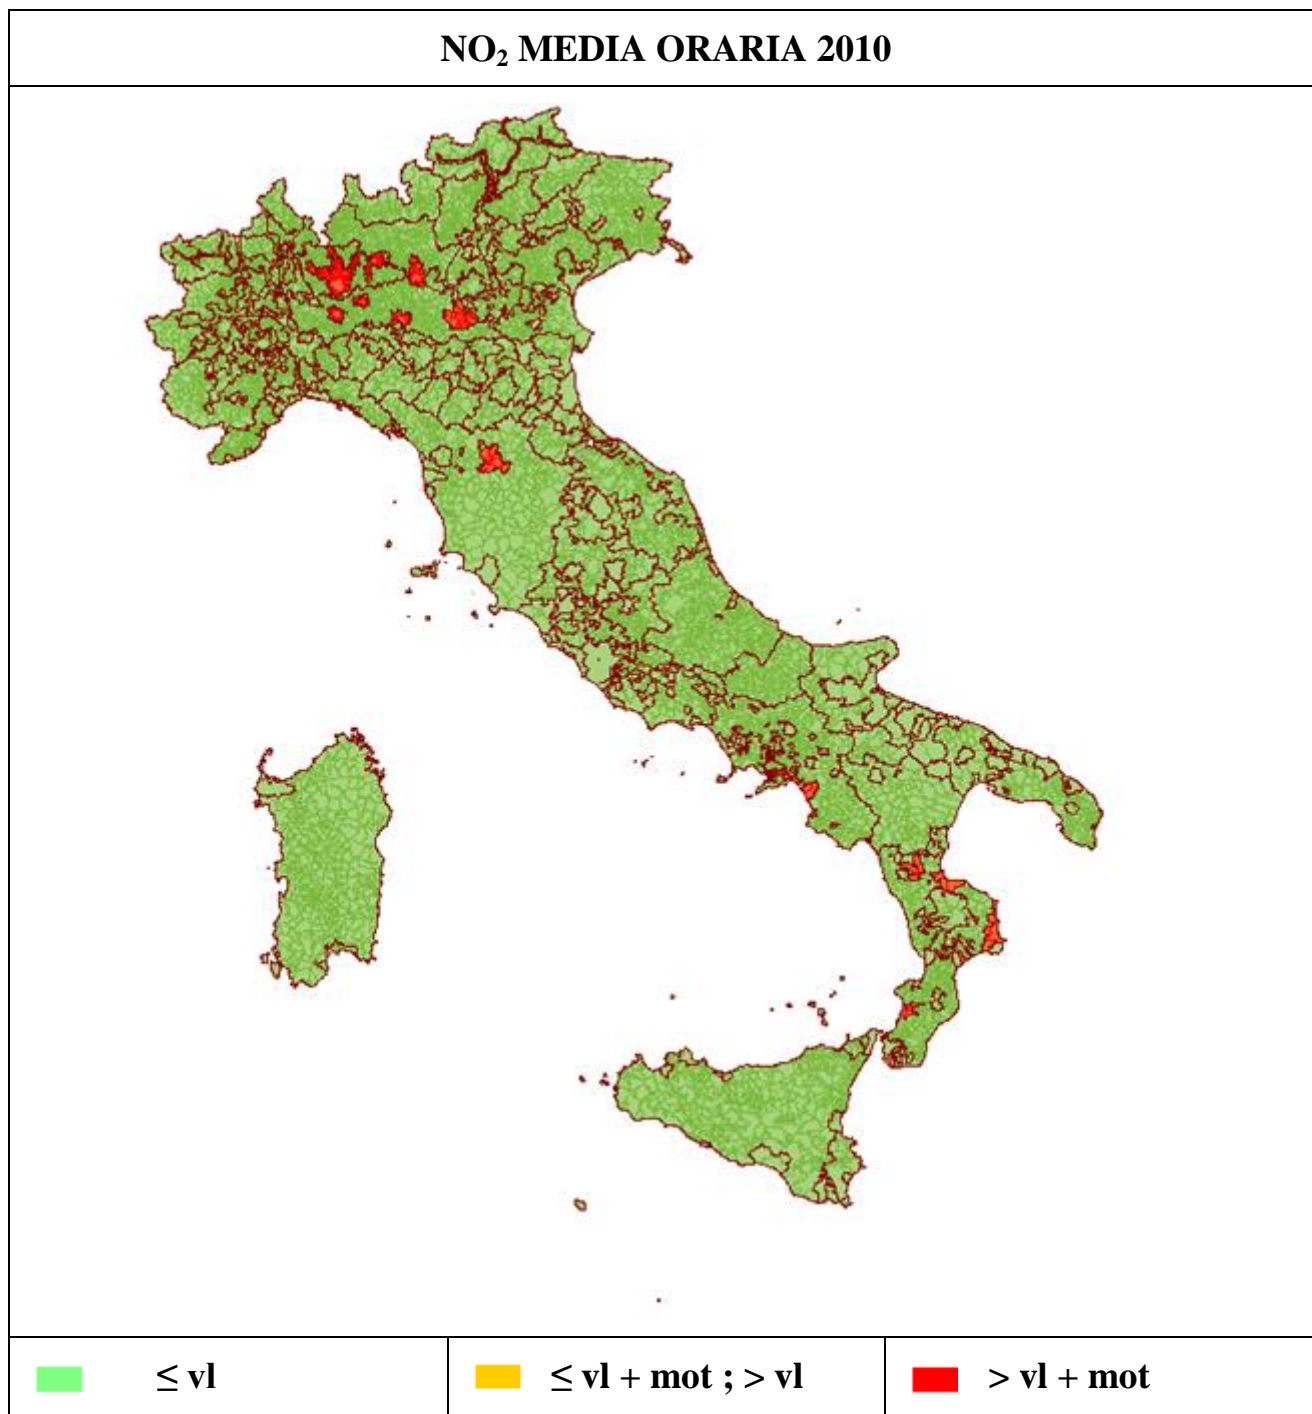 NO₂ MEDIA ORARIA 2010
≤ vl
≤ vl + mot ; > vl
> vl + mot